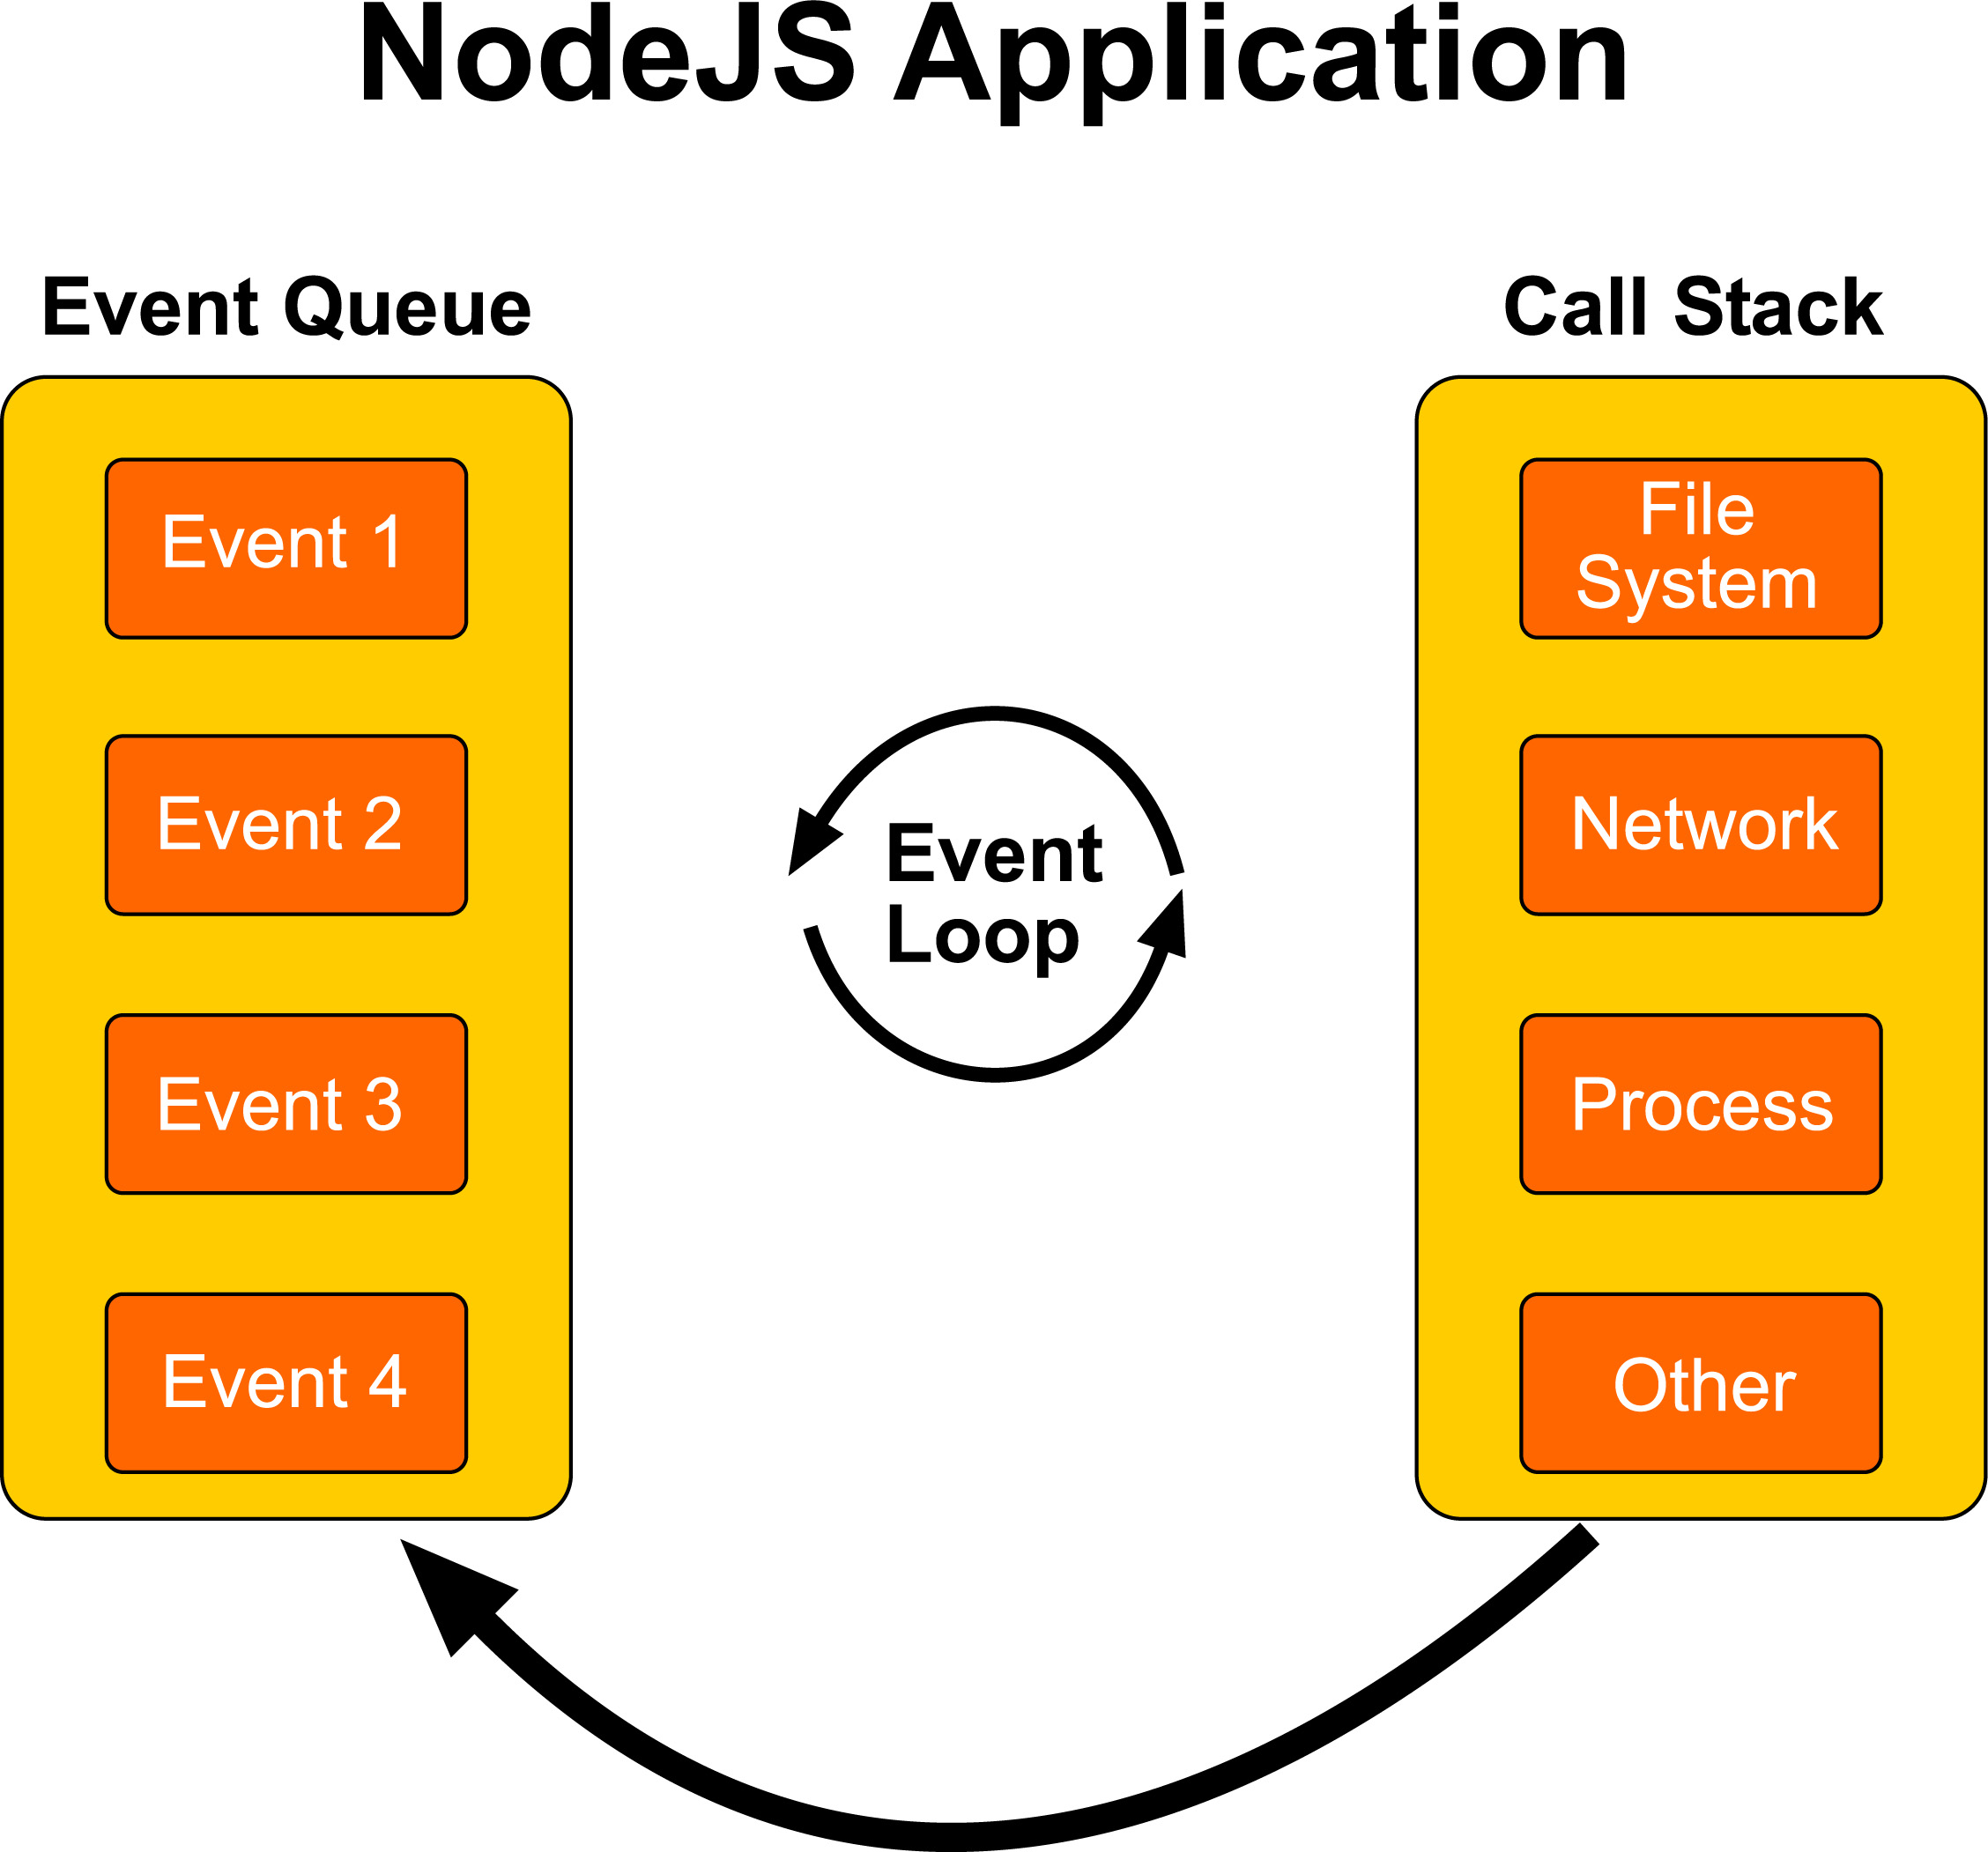 NodeJS Application
Event Queue
Event 1
Event 2
Event 3
Event 4
Event
Loop
Call Stack
File
System
Network
Process
Other